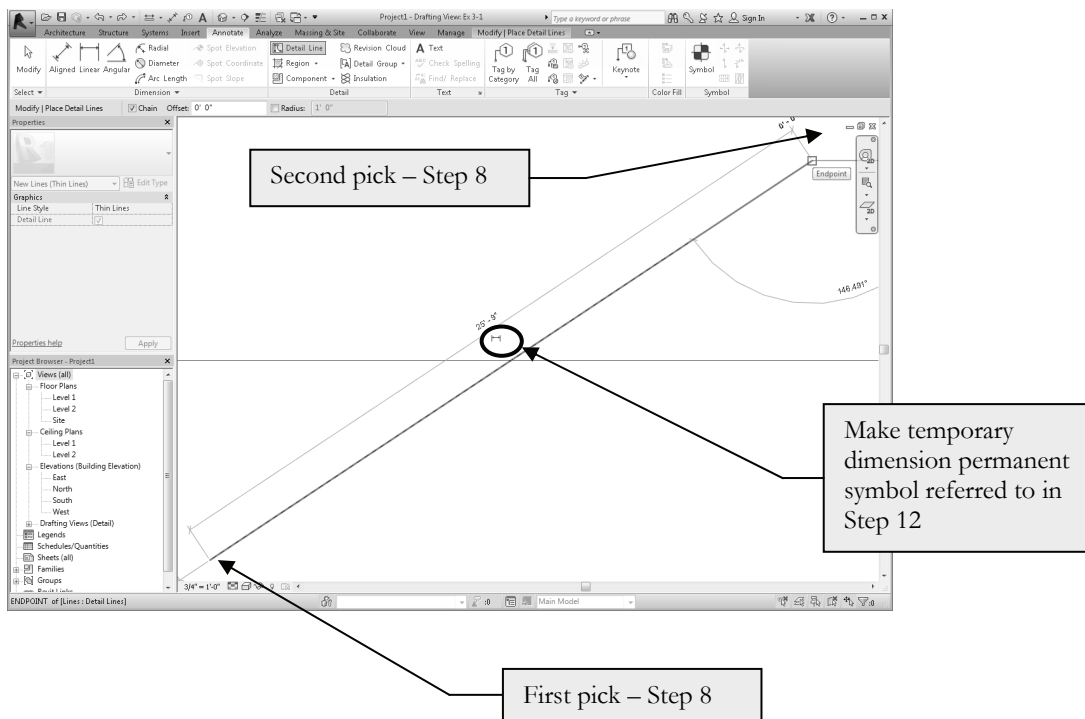 Project1 - Drafting View: Ex 3-1
Type a keyword or phrase
Sign In
Architecture Structure Systems Insert Annotate Analyze Massing & Site Collaborate View Manage Modify | Place Detail Lines
Modify
Aligned Linear Angular
Radial
Diameter
Arc Length
Spot Elevation
Spot Coordinate
Spot Slope
Detail Line
Region
Component
Revision Cloud
Detail Group
Insulation
A Text
Check Spelling
Find/ Replace
Tag by Category
Tag All
Keynote
Symbol
Select
Dimension
Detail
Text
Tag
Color Fill
Symbol
Modify | Place Detail Lines
Chain Offset: 0' 0"
Radius: 1' 0"
Properties
New Lines (Thin Lines)
Edit Type
Graphics
Line Style Thin Lines
Detail Line
Properties help
Apply
Project Browser - Project1
Views (all)
Floor Plans
Level 1
Level 2
Site
Ceiling Plans
Level 1
Level 2
Elevations (Building Elevation)
East
North
South
West
Drafting Views (Detail)
Legends
Schedules/Quantities
Sheets (all)
Families
Groups
Revit Links
Second pick – Step 8
Endpoint
2D
2D
146.491°
25' - 9"
Make temporary
dimension permanent
symbol referred to in
Step 12
3/4" = 1'-0"
ENDPOINT of [Lines : Detail Lines]
:0
Main Model
:0
First pick – Step 8